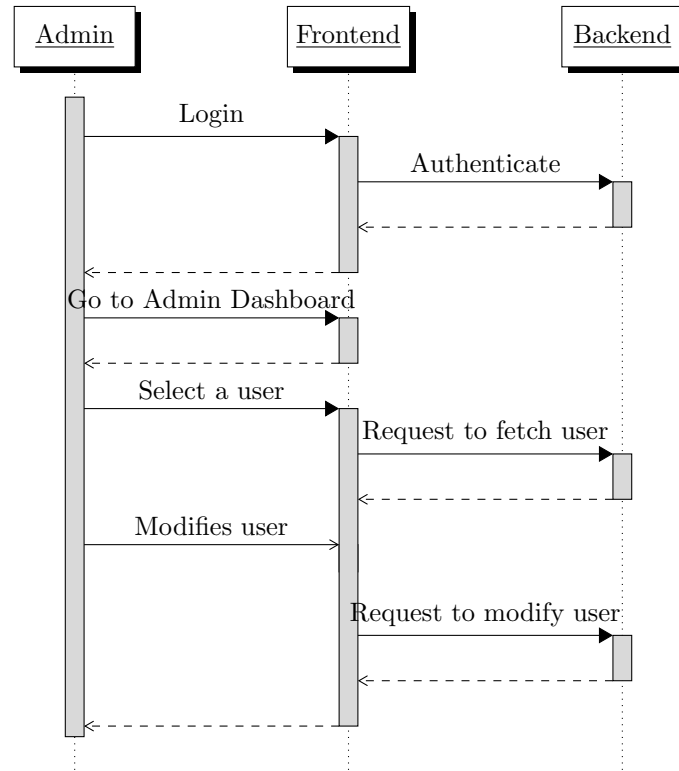 Admin
Frontend
Backend
Login
Authenticate
Go to Admin Dashboard
Select a user
Request to fetch user
Modifies user
Request to modify user